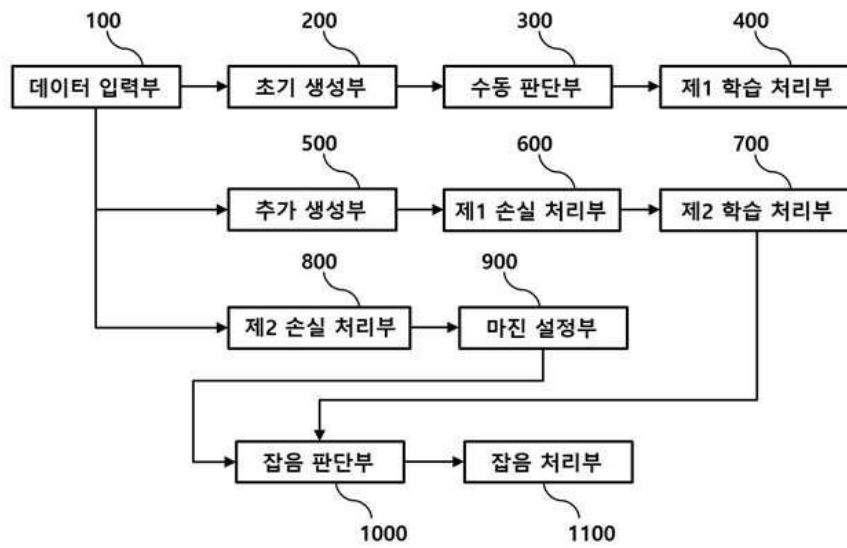 100 200 300 400
데이터 입력부 초기 생성부 수동 판단부 제1 학습 처리부
500 600 700
추가 생성부 제1 손실 처리부 제2 학습 처리부
800 900
제2 손실 처리부 마진 설정부
잡음 판단부 잡음 처리부
1000 1100